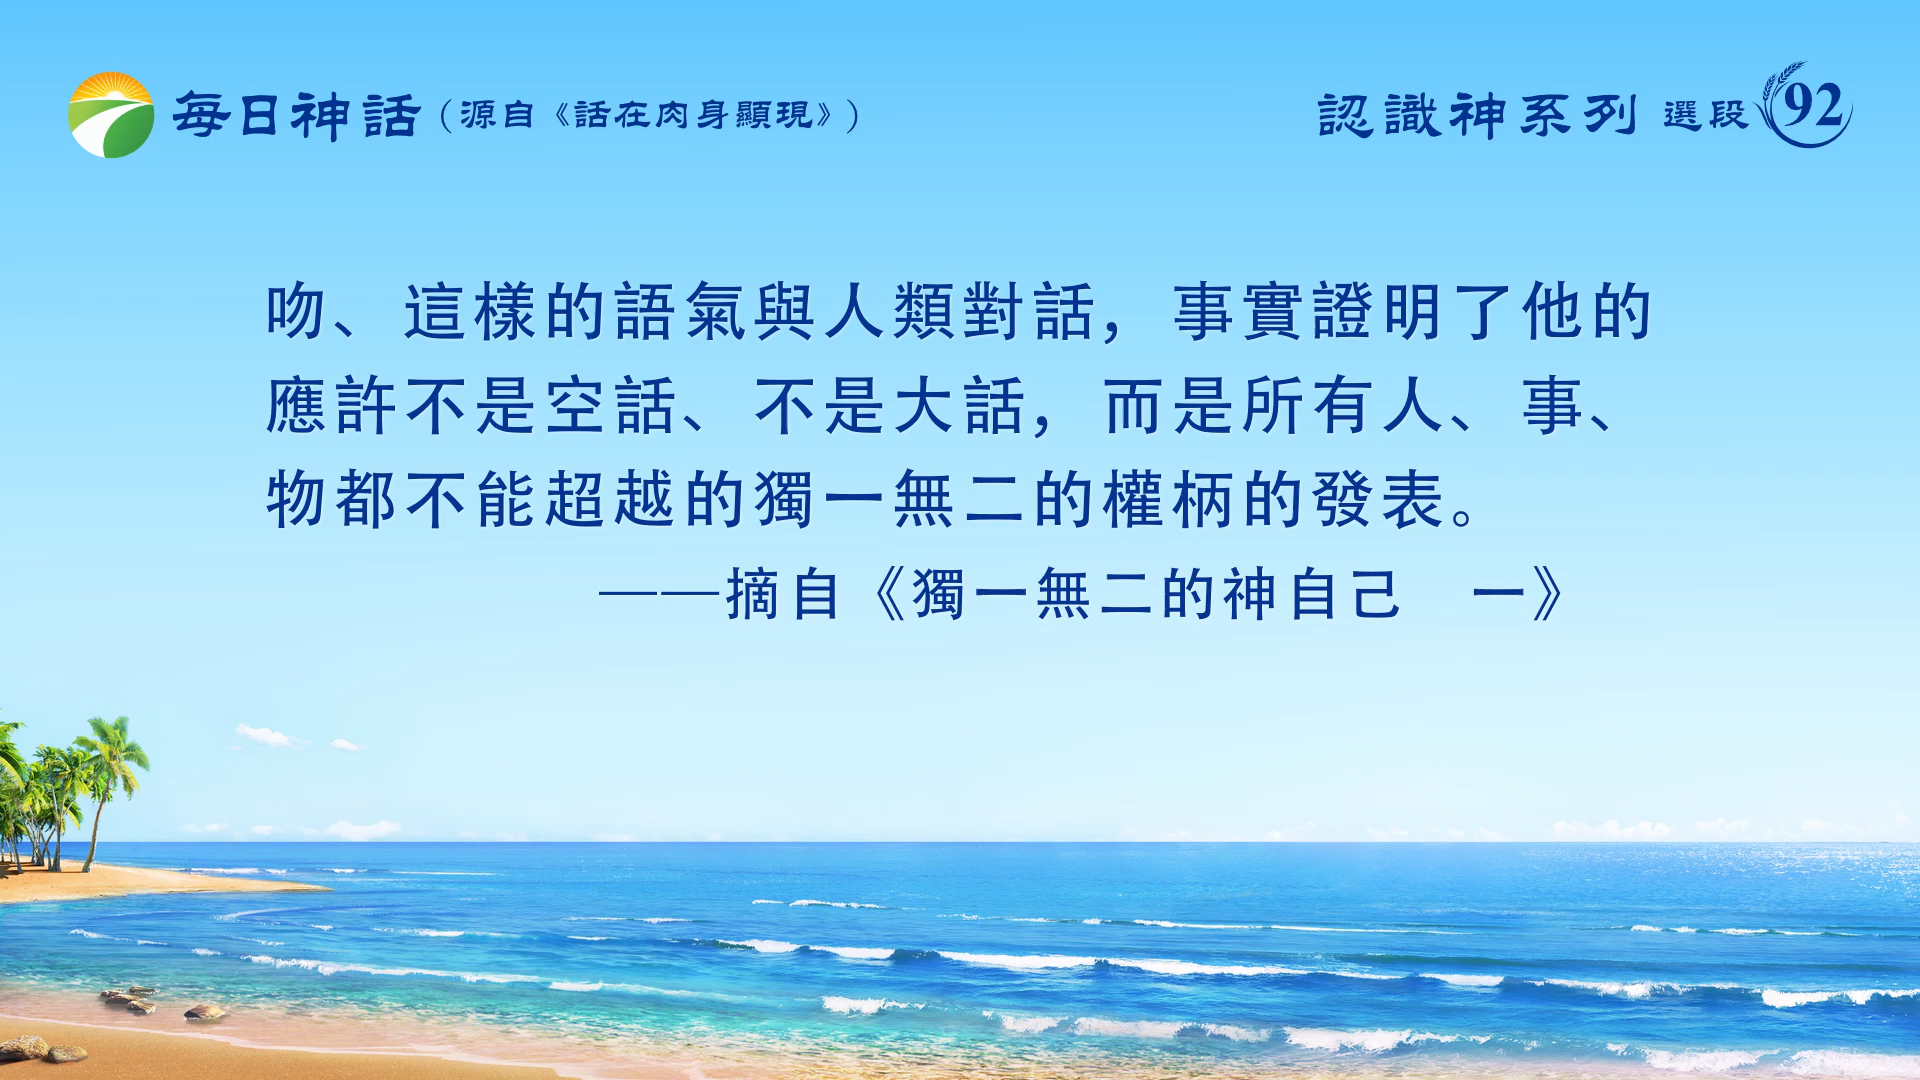 每日神話（源自《話在肉身顯現》）
認識神系列 選段 92
吻、這樣的語氣與人類對話，事實證明了他的
應許不是空話、不是大話，而是所有人、事、
物都不能超越的獨一無二的權柄的發表。
——摘自《獨一無二的神自己　一》